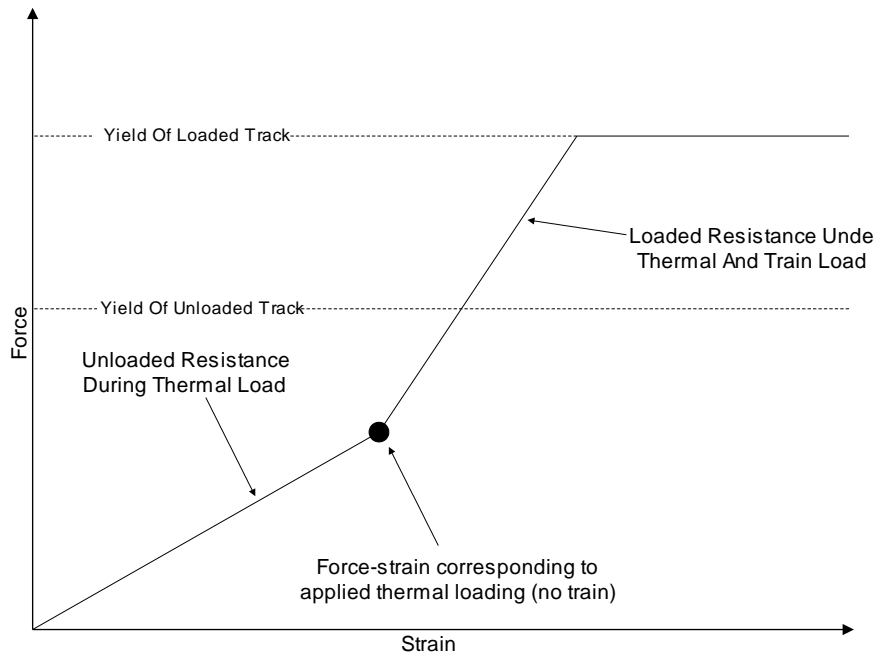 Yield Of Loaded Track
Loaded Resistance Unde
Thermal And Train Load
Yield Of Unloaded Track
Force
Unloaded Resistance
During Thermal Load
Force-strain corresponding to
applied thermal loading (no train)
Strain